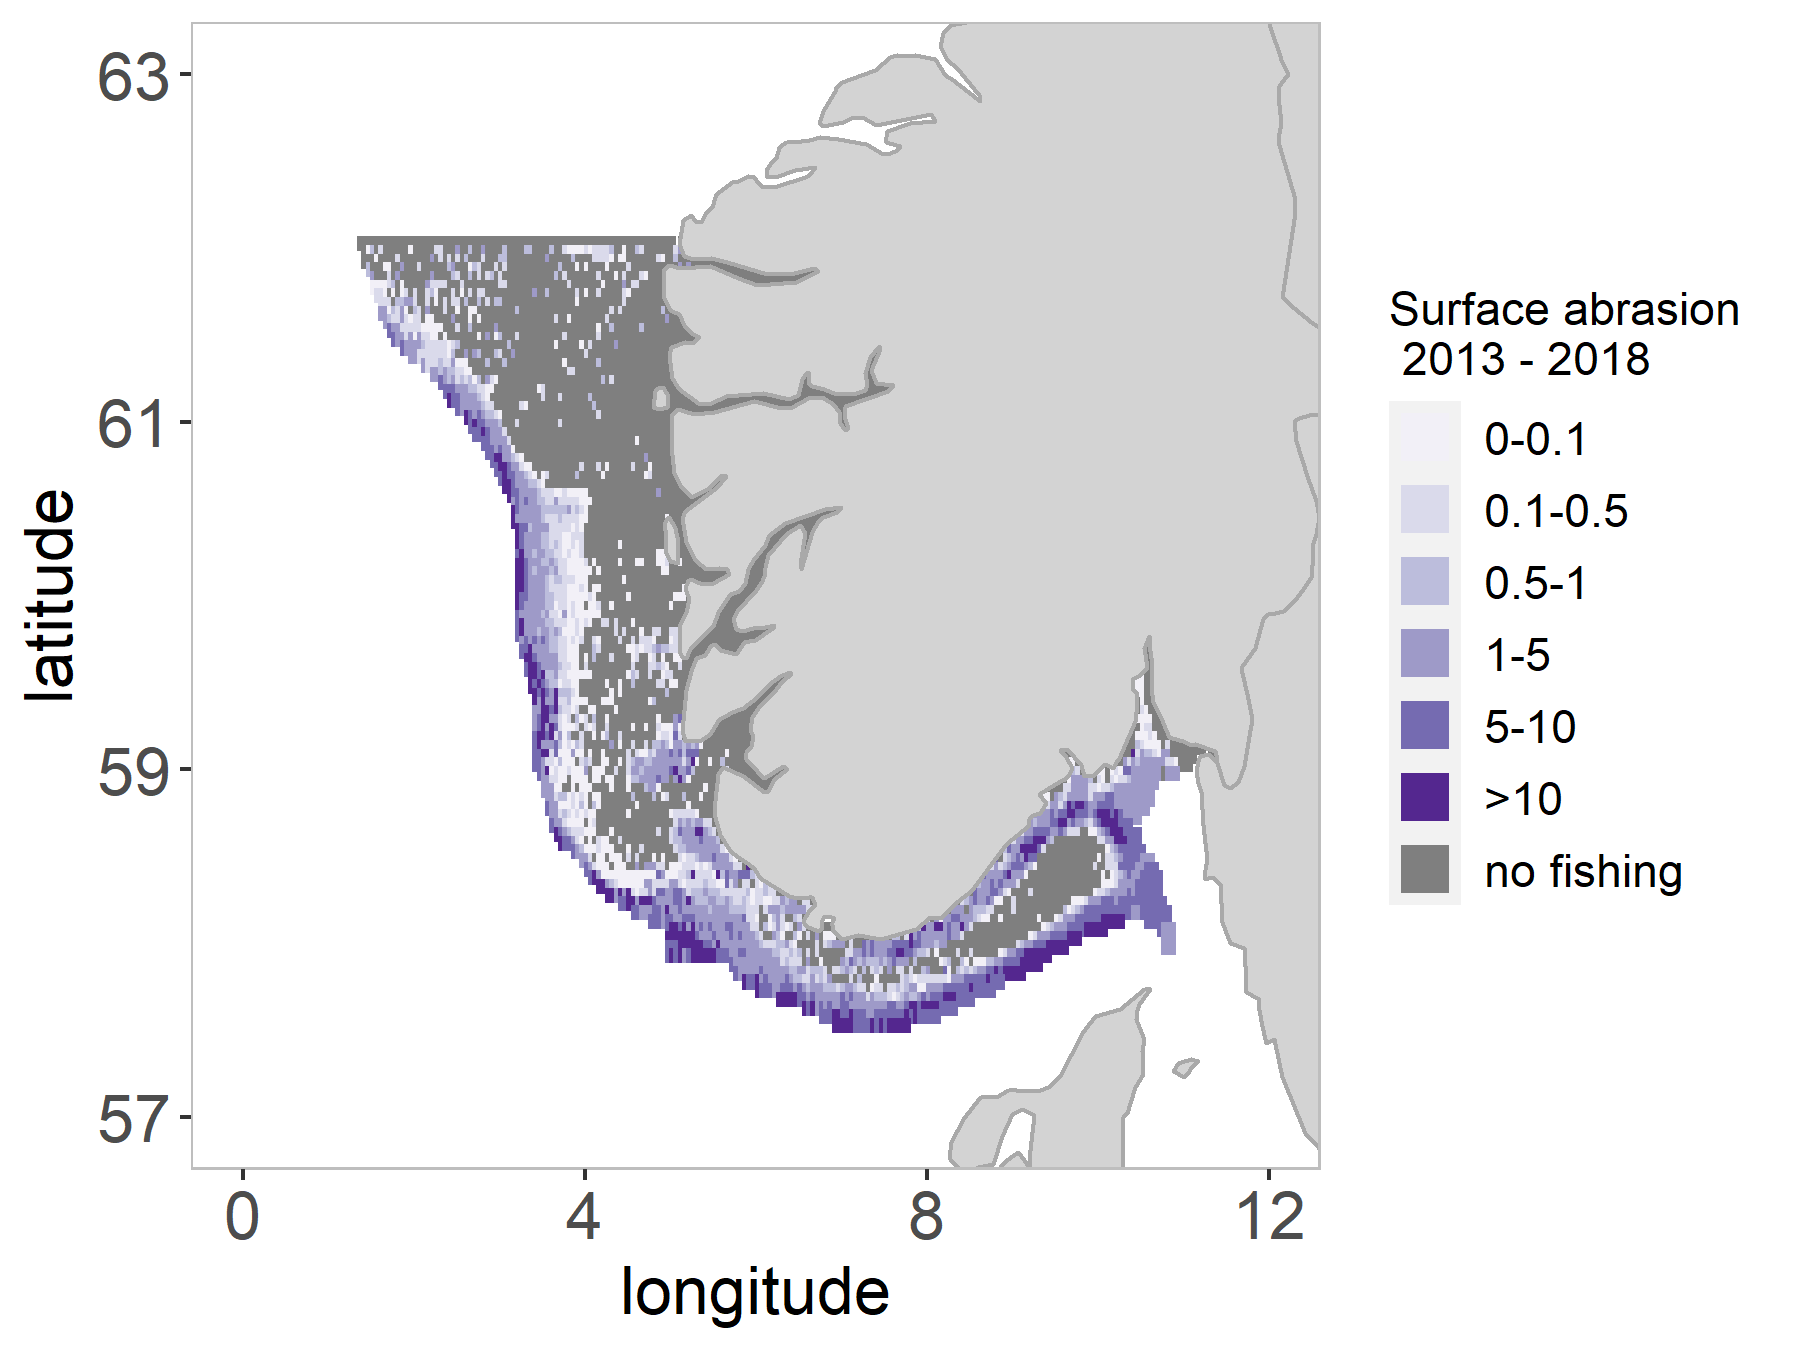 63
61
59
57
latitude
0 4 8 12
longitude
Surface abrasion
2013 - 2018
0-0.1
0.1-0.5
0.5-1
1-5
5-10
>10
no fishing